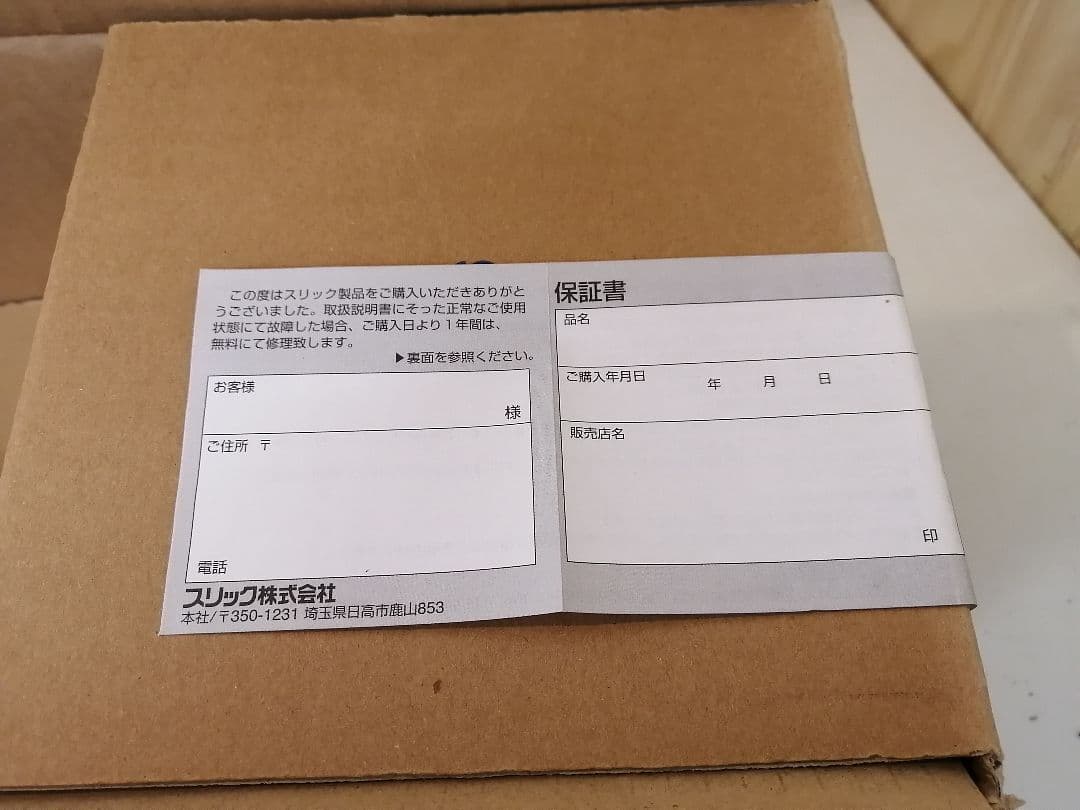 この度はスリック製品をご購入いただきありがと
うございました。取扱説明書にそった正常なご使用
状態にて故障した場合、ご購入日より1年間は、
無料にて修理致します。
▶裏面を参照ください。
お客様
様
ご住所 〒
電話
スリック株式会社
本社/〒350-1231 埼玉県日高市鹿山853
保証書
品名
ご購入年月日 年 月 日
販売店名
印